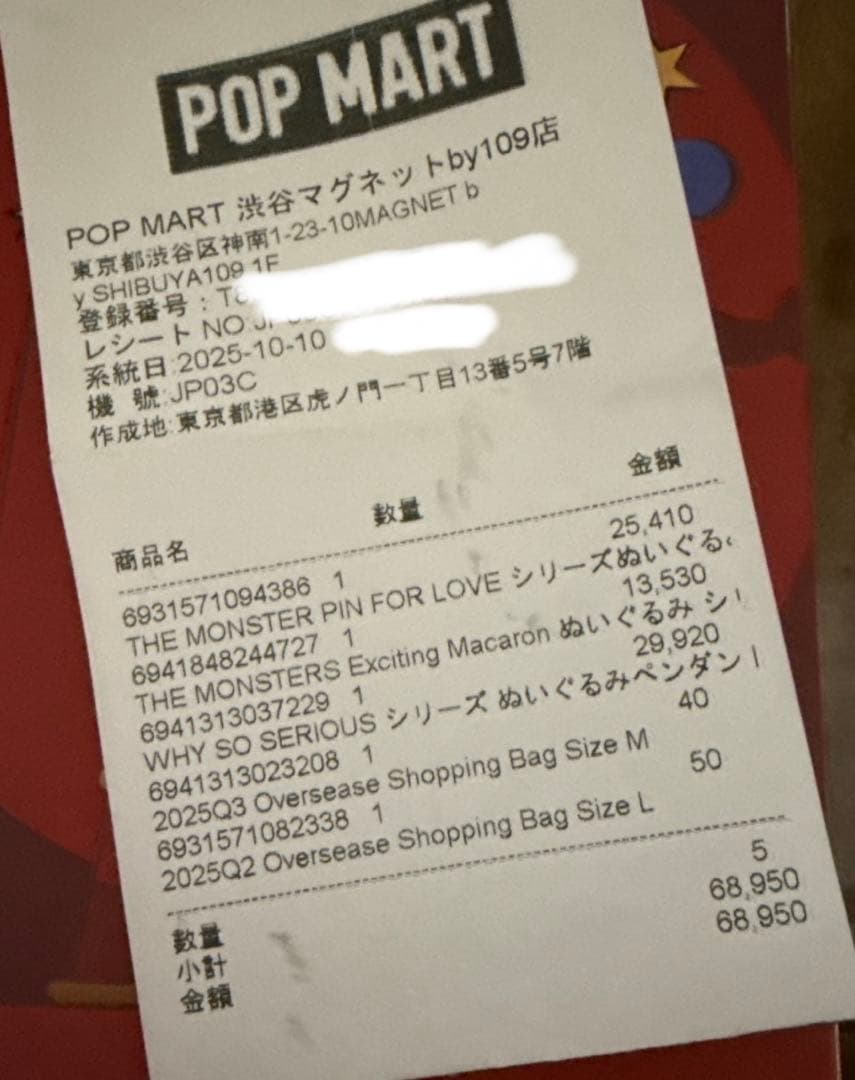 POP MART
POP MART 渋谷マグネットby109店
東京都渋谷区神南1-23-10MAGNET b
y SHIBUYA109 1F
登録番号：T
レシート NO:JP
系統日:2025-10-10
機 號:JP03C
作成地:東京都港区虎ノ門一丁目13番5号7階
商品名 数量 金額
6931571094386 1 25,410
THE MONSTER PIN FOR LOVE シリーズぬいぐる
6941848244727 1 13,530
THE MONSTERS Exciting Macaron ぬいぐるみ シ
6941313037229 1 29,920
WHY SO SERIOUS シリーズ ぬいぐるみペンダン
6941313023208 1 40
2025Q3 Oversease Shopping Bag Size M
6931571082338 1 50
2025Q2 Oversease Shopping Bag Size L
数量 5
小計 68,950
金額 68,950